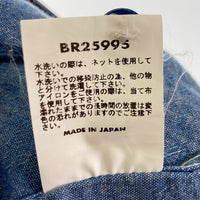 BR25995
水洗いの際は、ネットを使用して
下さい。
水洗いでの移染防止の為、他の物
と分けて洗濯して下さい。
アイロンをご使用の際は、当て布
を使用して下さい。
濡れたままでの長時間の放置は変
色の恐れがありますのでご注意
下さい。
MADE IN JAPAN